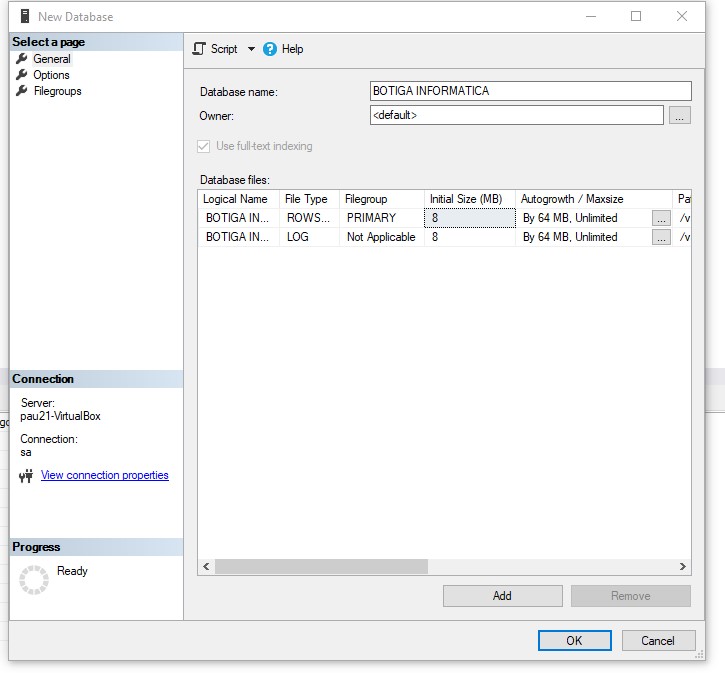 New Database
Select a page
General
Options
Filegroups
Script Help
Database name: BOTIGA INFORMATICA
Owner: <default> ...
Use full-text indexing
Database files:
Logical Name File Type Filegroup Initial Size (MB) Autogrowth / Maxsize
BOTIGA IN... ROWS... PRIMARY 8 By 64 MB, Unlimited ... /v
BOTIGA IN... LOG Not Applicable 8 By 64 MB, Unlimited ... /v
Connection
Server:
pau21-VirtualBox
Connection:
sa
View connection properties
Progress
Ready
Add Remove
OK Cancel